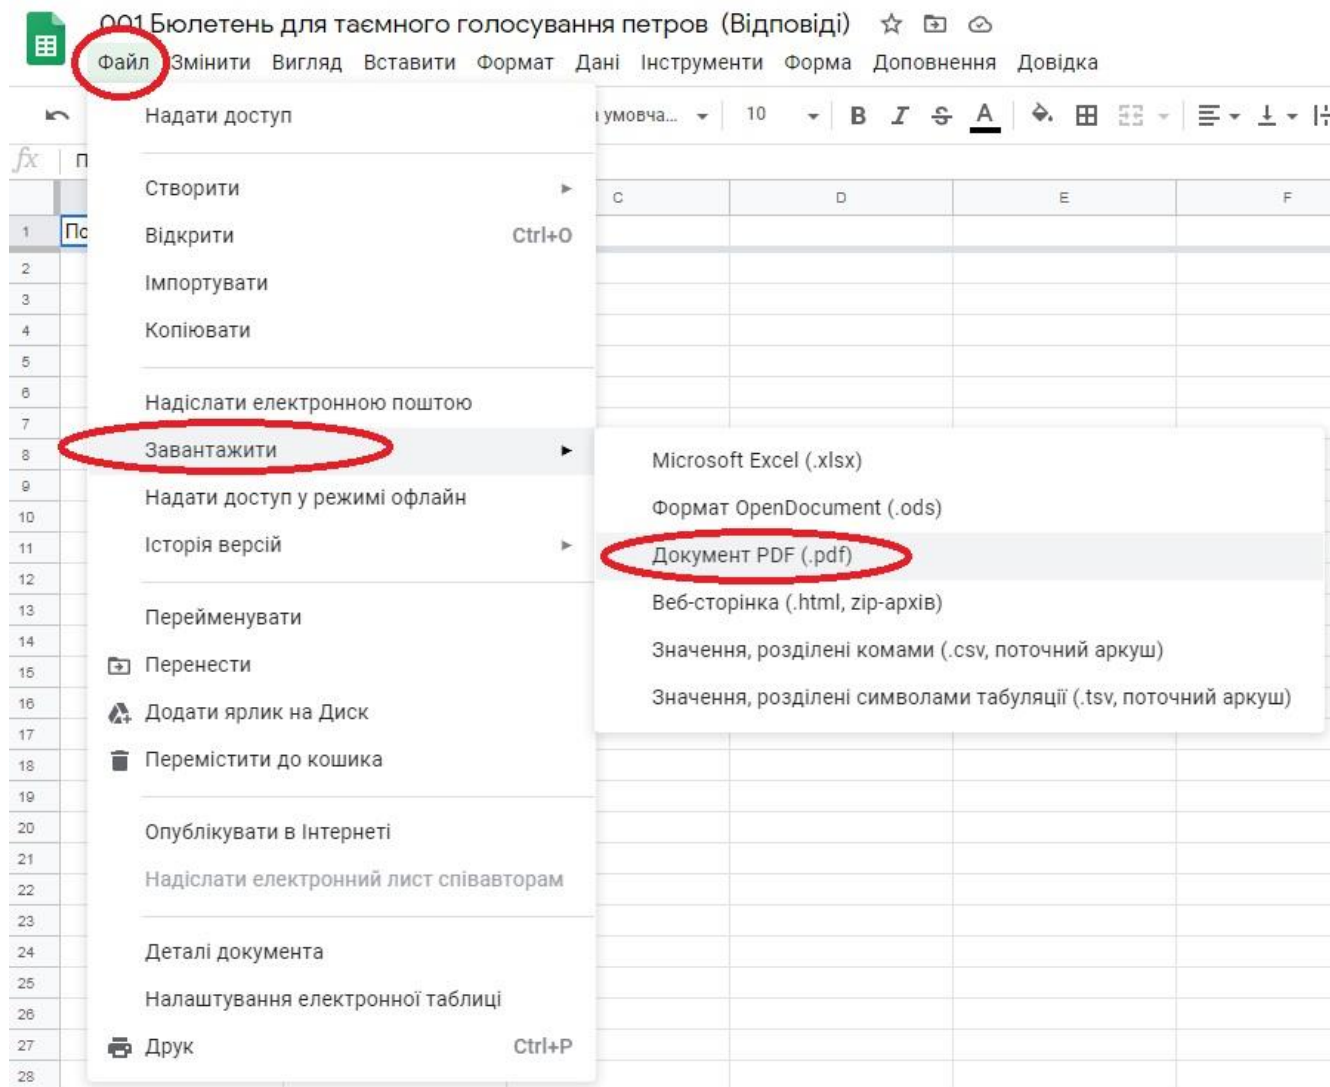 001 Бюлетень для таємного голосування петров (Відповіді)
Файл Змінити Вигляд Вставити Формат Дані Інструменти Форма Доповнення Довідка
Надати доступ
умовча... 10 B I S A
fx
Створити
C D E F
1
Відкрити Ctrl+O
2
Імпортувати
3
4
Копіювати
5
6
Надіслати електронною поштою
7
8
Завантажити
Microsoft Excel (.xlsx)
9
Надати доступ у режимі офлайн
Формат OpenDocument (.ods)
10
11
Історія версій
Документ PDF (.pdf)
12
Веб-сторінка (.html, zip-архів)
13
Перейменувати
14
Значення, розділені комами (.csv, поточний аркуш)
15
Перенести
16
Значення, розділені символами табуляції (.tsv, поточний аркуш)
Додати ярлик на Диск
17
18
Перемістити до кошика
19
20
Опублікувати в Інтернеті
21
22
Надіслати електронний лист співавторам
23
24
Деталі документа
25
26
Налаштування електронної таблиці
27
Друк Ctrl+P
28